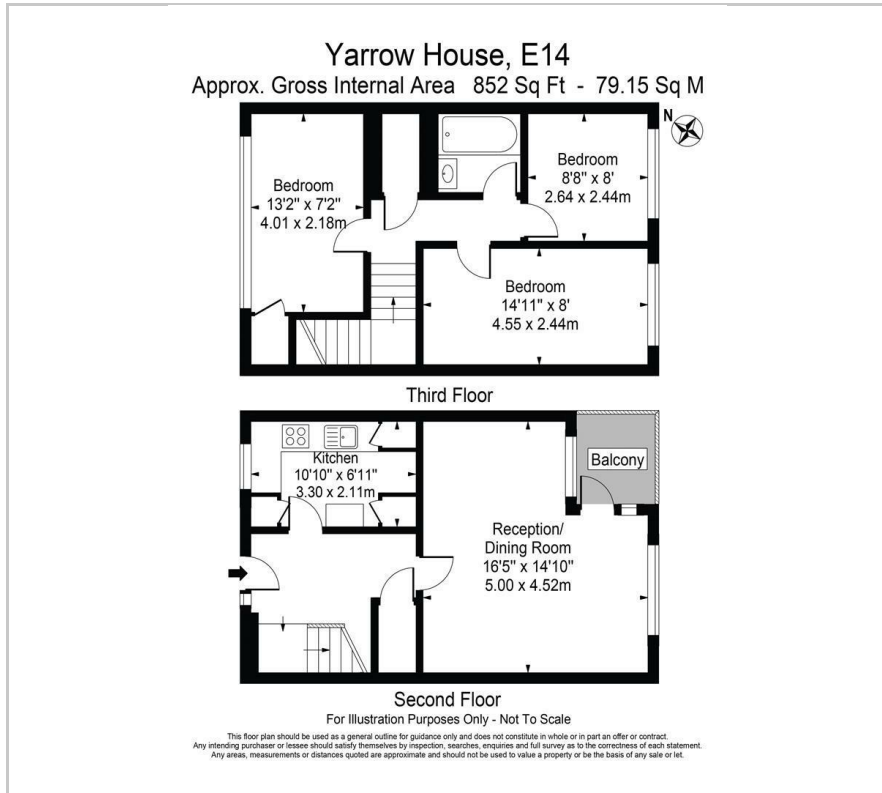 Yarrow House, E14
Approx. Gross Internal Area 852 Sq Ft - 79.15 Sq M
N
Bedroom
13'2" x 7'2"
4.01 x 2.18m
Bedroom
8'8" x 8'
2.64 x 2.44m
Bedroom
14'11" x 8'
4.55 x 2.44m
Third Floor
Kitchen
10'10" x 6'11"
3.30 x 2.11m
Balcony
Reception/
Dining Room
16'5" x 14'10"
5.00 x 4.52m
Second Floor
For Illustration Purposes Only - Not To Scale
This floor plan should be used as a general outline for guidance only and does not constitute in whole or in part an offer or contract.
Any intending purchaser or lessee should satisfy themselves by inspection, searches, enquiries and full survey as to the correctness of each statement.
Any areas, measurements or distances quoted are approximate and should not be used to value a property or be the basis of any sale or let.